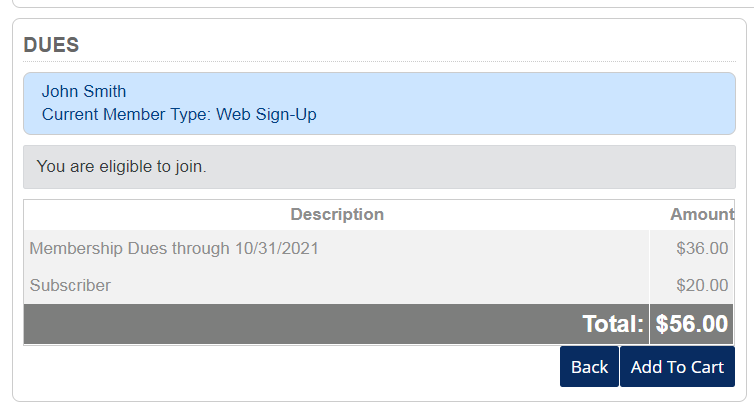 DUES
John Smith
Current Member Type: Web Sign-Up
You are eligible to join.
Description Amount
Membership Dues through 10/31/2021 $36.00
Subscriber $20.00
Total: $56.00
Back Add To Cart